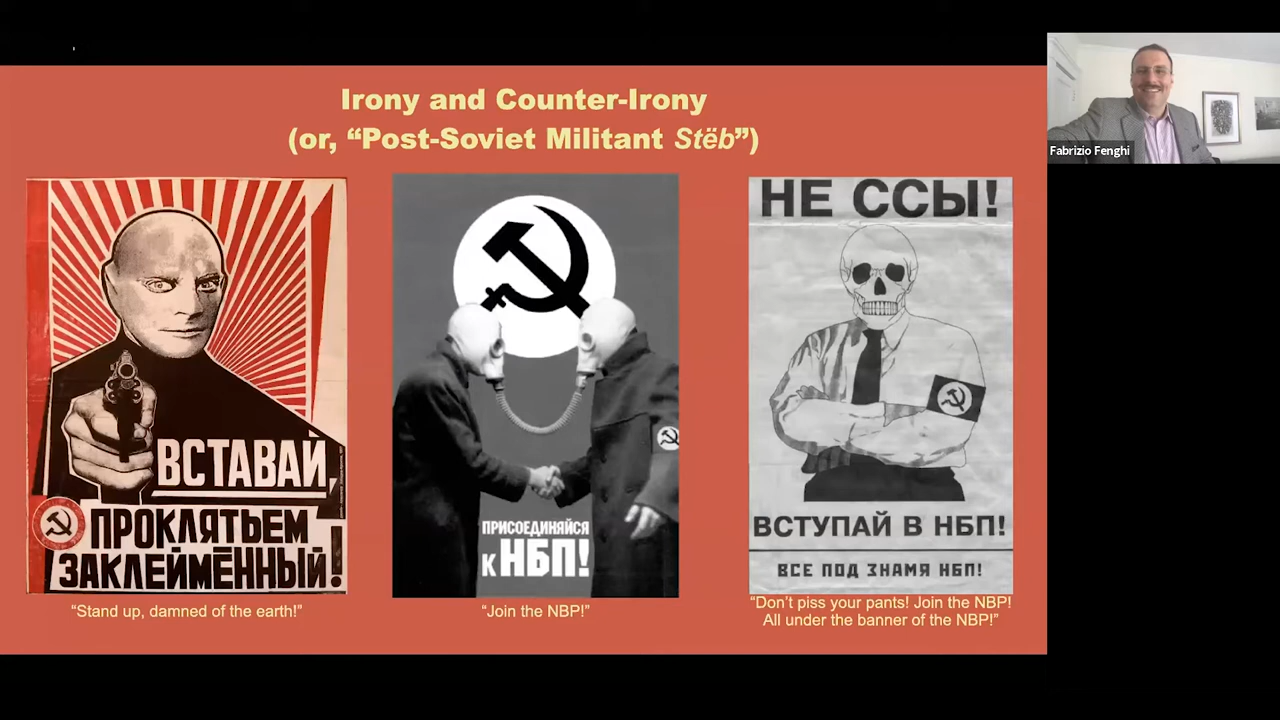 Irony and Counter-Irony
(or, “Post-Soviet Militant Stëb”)
Fabrizio Fenghi
ВСТАВАЙ,
ПРОКЛЯТЬЕМ
ЗАКЛЕЙМЁННЫЙ!
“Stand up, damned of the earth!”
ПРИСОЕДИНЯЙСЯ
К НБП!
“Join the NBP!”
НЕ ССЫ!
ВСТУПАЙ В НБП!
ВСЕ ПОД ЗНАМЯ НБП!
“Don’t piss your pants! Join the NBP!
All under the banner of the NBP!”